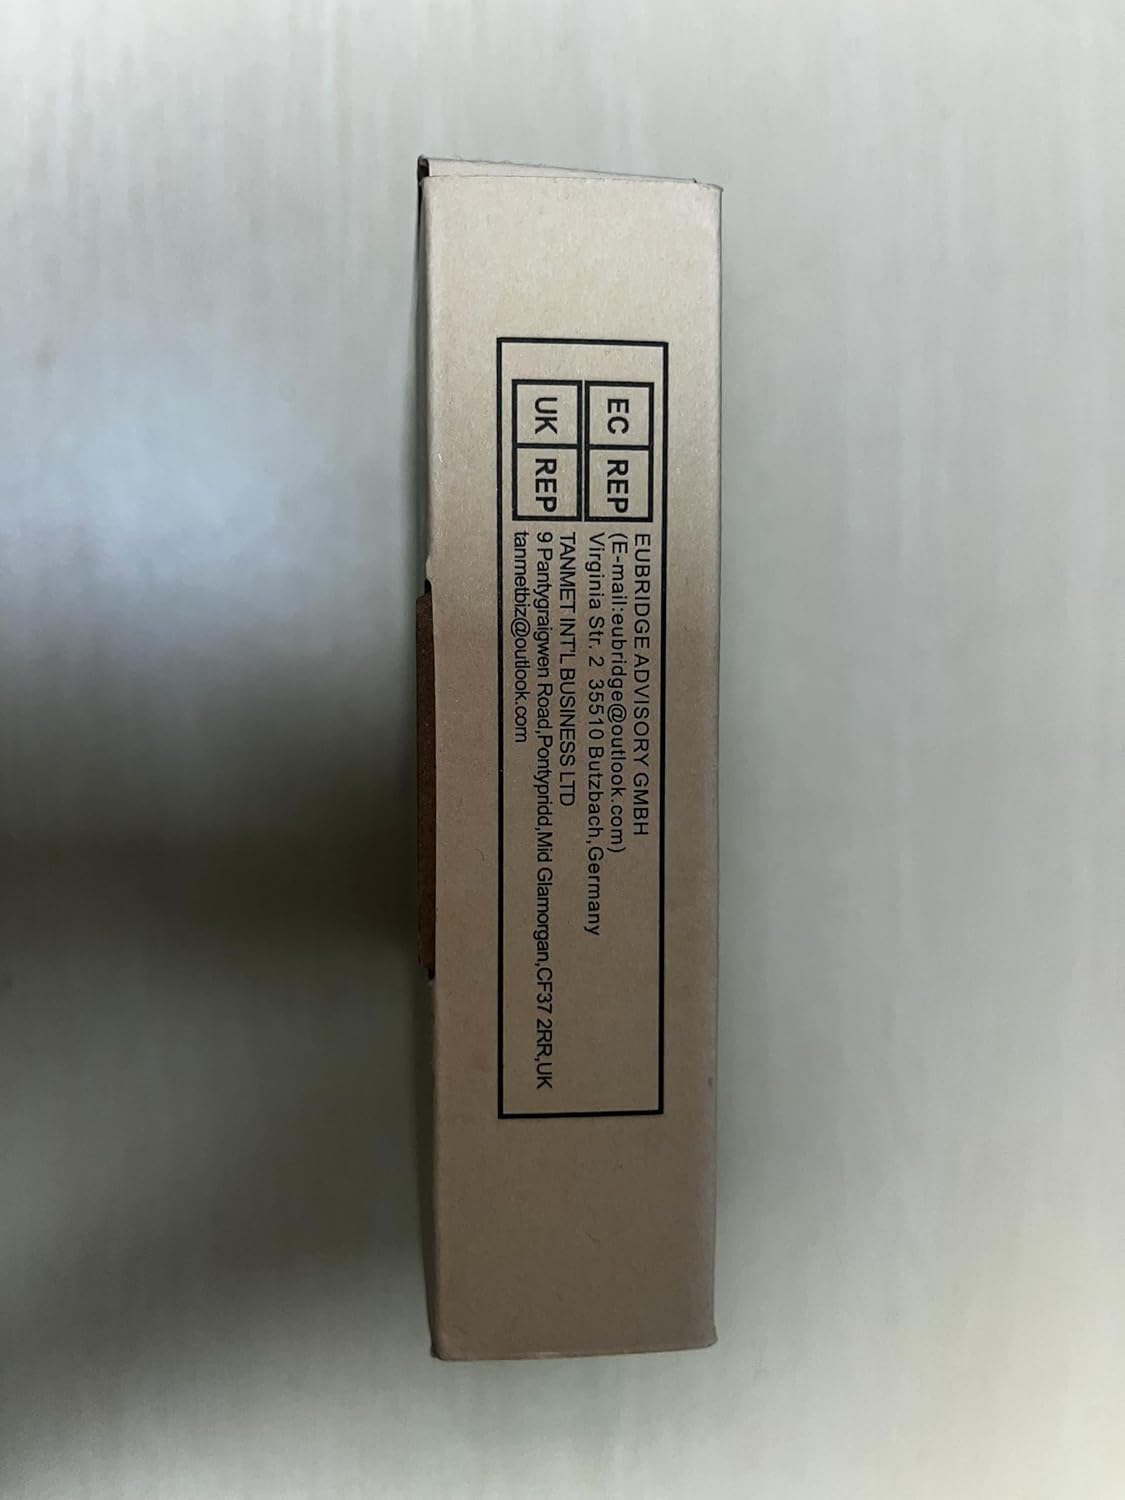 EC REP
EUBRIDGE ADVISORY GMBH
(E-mail:eubridge@outlook.com)
Virginia Str. 2 35510 Butzbach,Germany
UK REP
TANMET INT'L BUSINESS LTD
9 Pantygraigwen Road,Pontypridd,Mid Glamorgan,CF37 2RR,UK
tanmetbiz@outlook.com